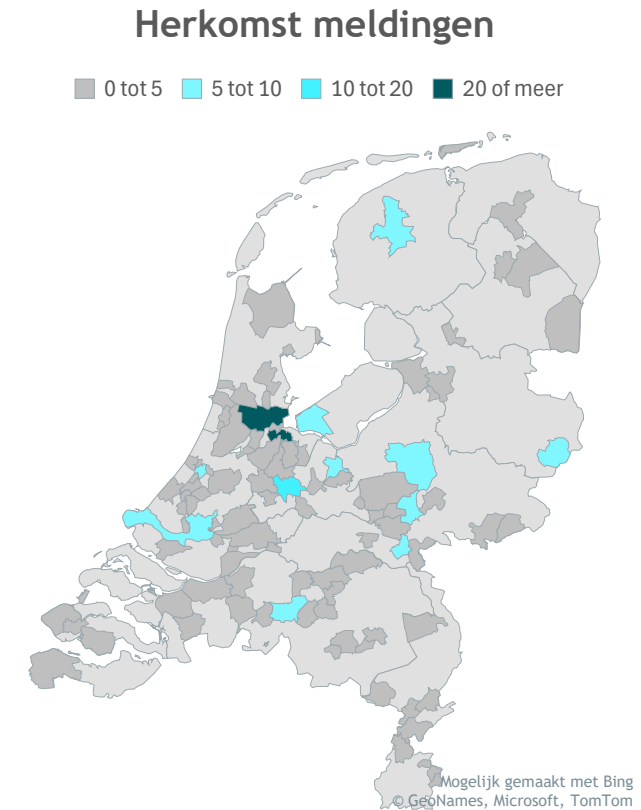 Herkomst meldingen
0 tot 5 5 tot 10 10 tot 20 20 of meer
Mogelijk gemaakt met Bing
© GeoNames, Microsoft, TomTom